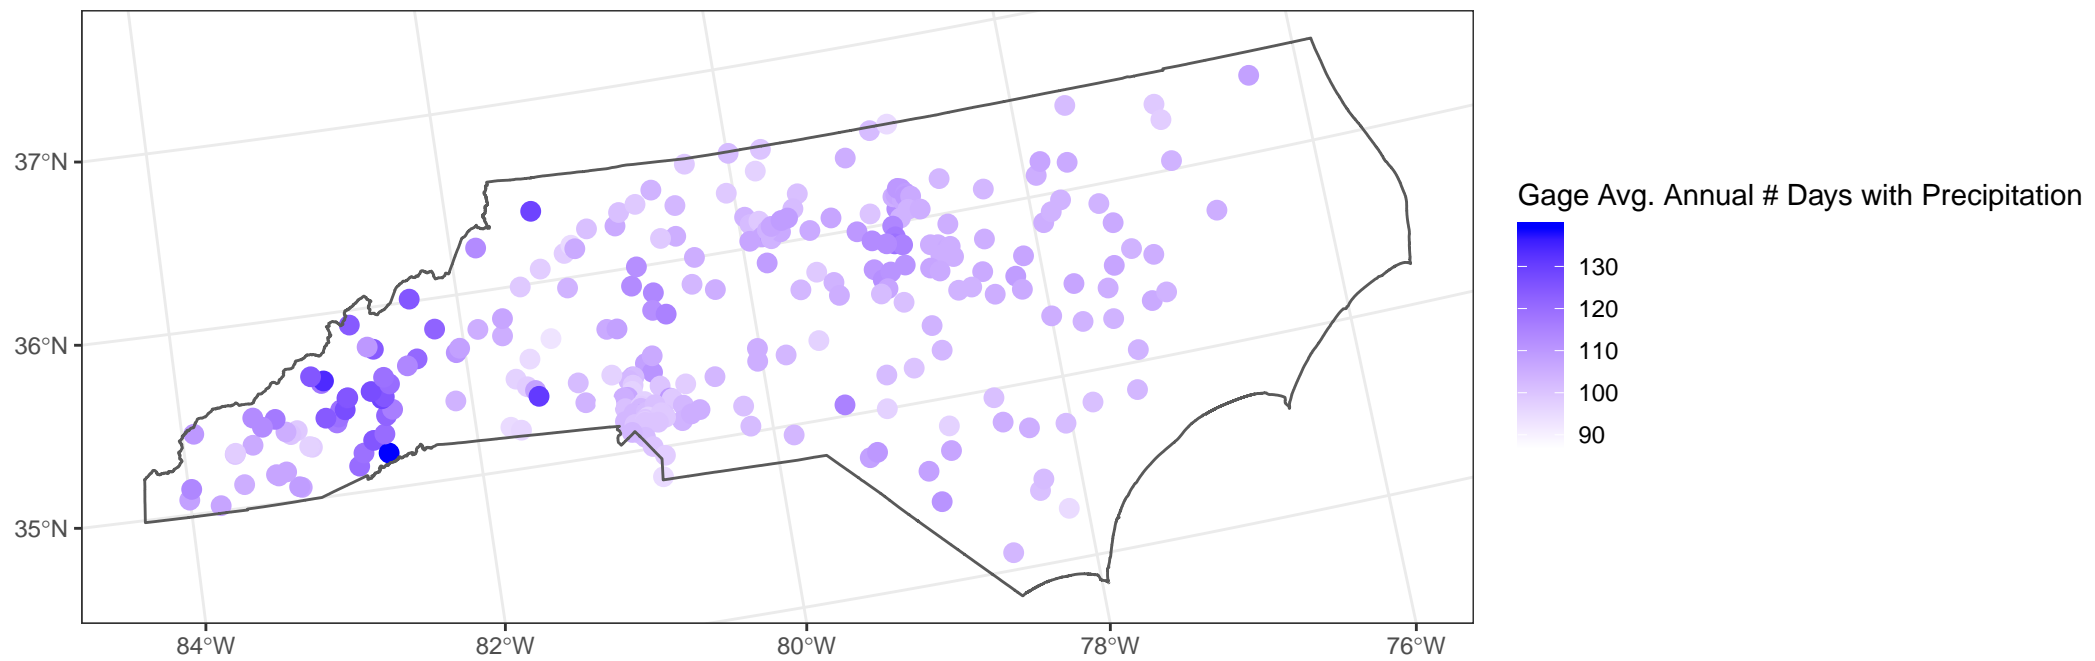 Gage Avg. Annual # Days with Precipitation
130
120
110
100
90
37°N
36°N
35°N
84°W
82°W
80°W
78°W
76°W